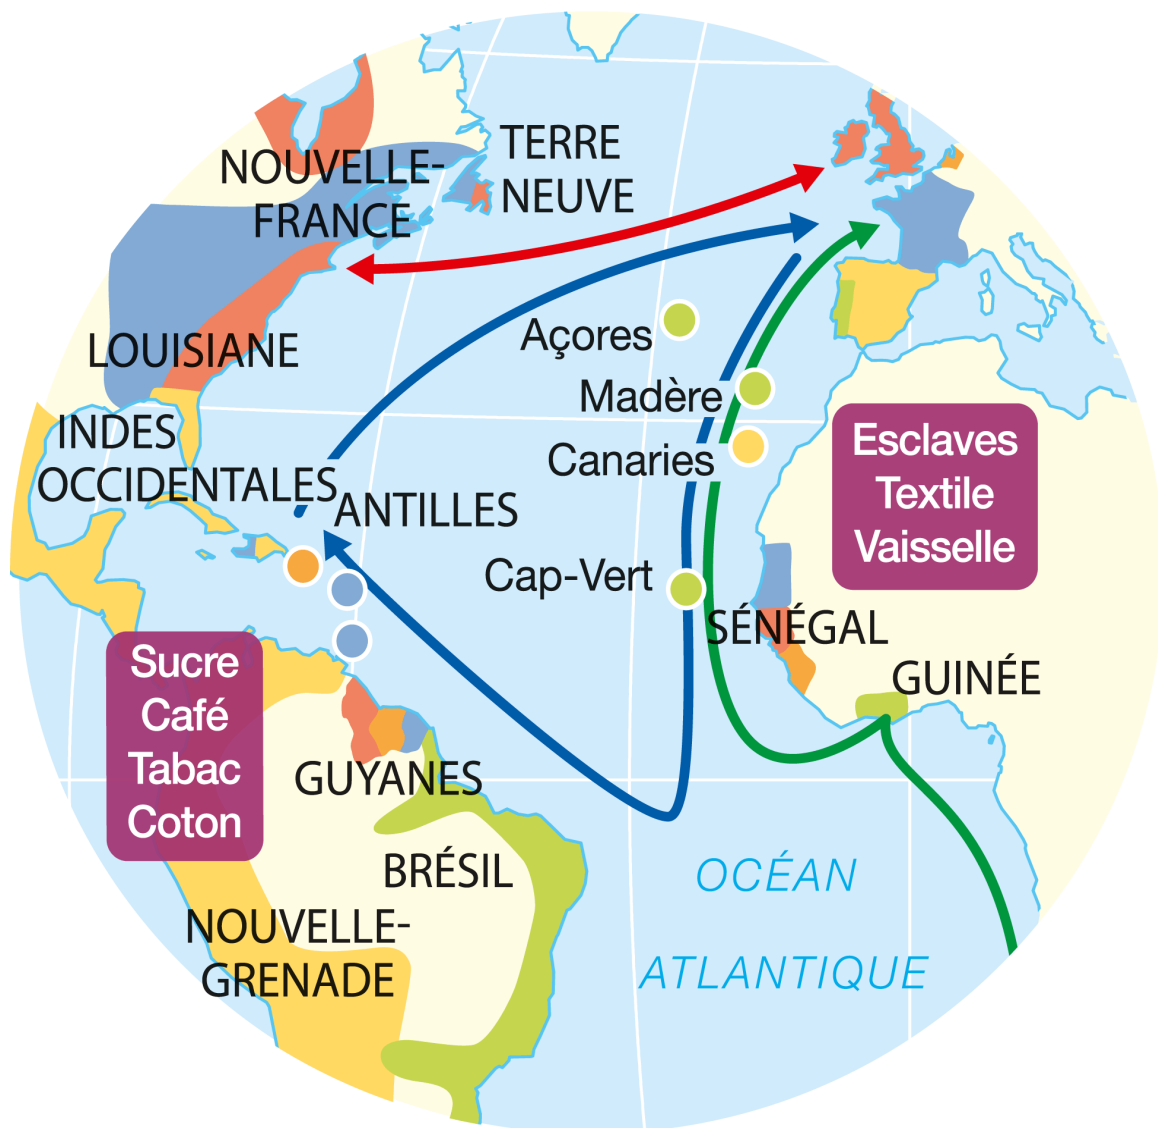 TERRE
NEUVE
NOUVELLE-
FRANCE
LOUISIANE
INDES
OCCIDENTALES
ANTILLES
Açores
Madère
Canaries
Cap-Vert
Esclaves
Textile
Vaisselle
SÉNÉGAL
GUINÉE
Sucre
Café
Tabac
Coton
GUYANES
BRÉSIL
NOUVELLE-
GRENADE
OCÉAN
ATLANTIQUE